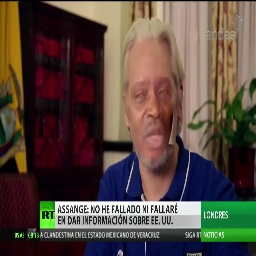 ASSANGE: NO HE FALLADO NI FALLARÉ
EN DAR INFORMACIÓN SOBRE EE. UU.
RT
LONDRES
A CLANDESTINA EN EL ESTADO MEXICANO DE VERACRUZ
SIGA RT
NOTICIAS